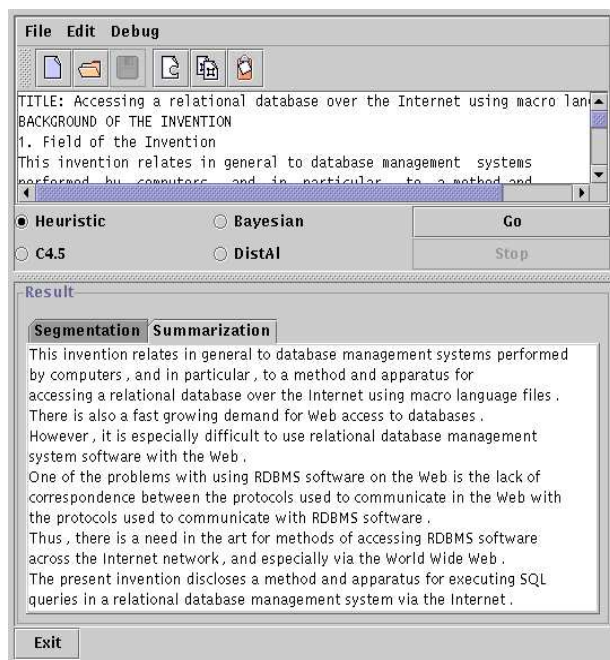 File Edit Debug
TITLE: Accessing a relational database over the Internet using macro lan
BACKGROUND OF THE INVENTION
1. Field of the Invention
This invention relates in general to database management systems
performed by computers, and in particular, to a method and
Heuristic Bayesian Go
C4.5 DistAl Stop
Result
Segmentation Summarization
This invention relates in general to database management systems performed
by computers , and in particular , to a method and apparatus for
accessing a relational database over the Internet using macro language files .
There is also a fast growing demand for Web access to databases .
However , it is especially difficult to use relational database management
system software with the Web .
One of the problems with using RDBMS software on the Web is the lack of
correspondence between the protocols used to communicate in the Web with
the protocols used to communicate with RDBMS software .
Thus , there is a need in the art for methods of accessing RDBMS software
across the Internet network , and especially via the World Wide Web .
The present invention discloses a method and apparatus for executing SQL
queries in a relational database management system via the Internet .
Exit